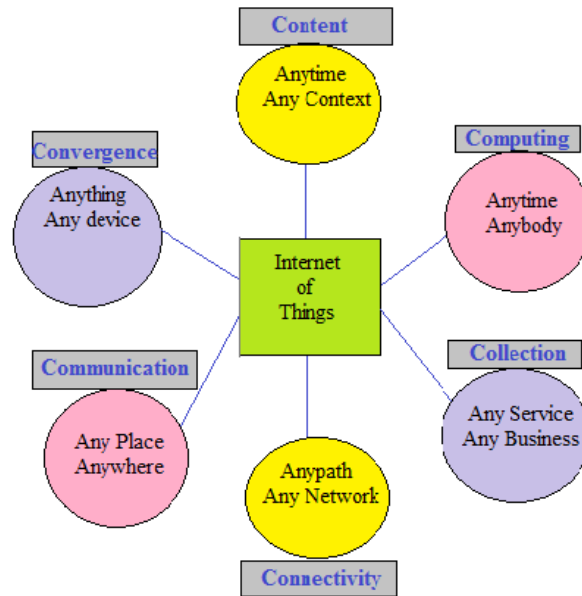 Content
Anytime
Any Context
Convergence
Anything
Any device
Computing
Anytime
Anybody
Internet
of
Things
Communication
Any Place
Anywhere
Collection
Any Service
Any Business
Anypath
Any Network
Connectivity